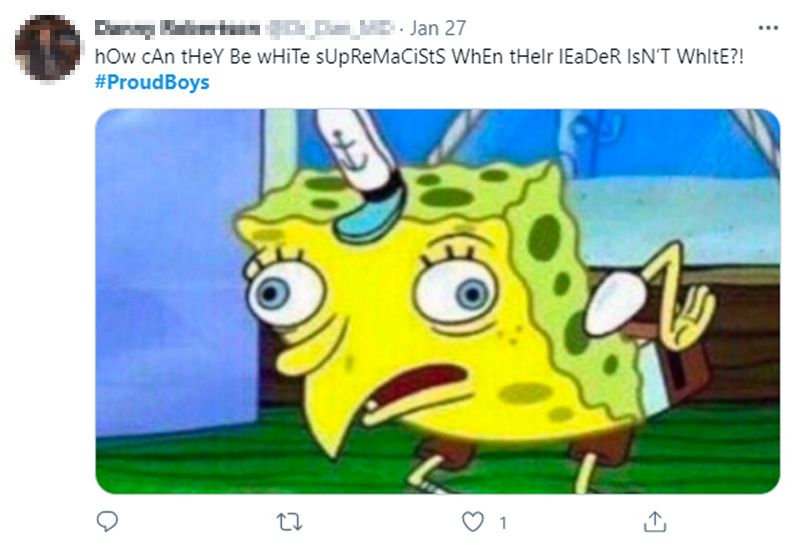 · Jan 27
hOw cAn tHeY Be wHiTe sUpReMaCiStS WhEn tHeIr lEaDeR IsN'T WhItE?!
#ProudBoys
1